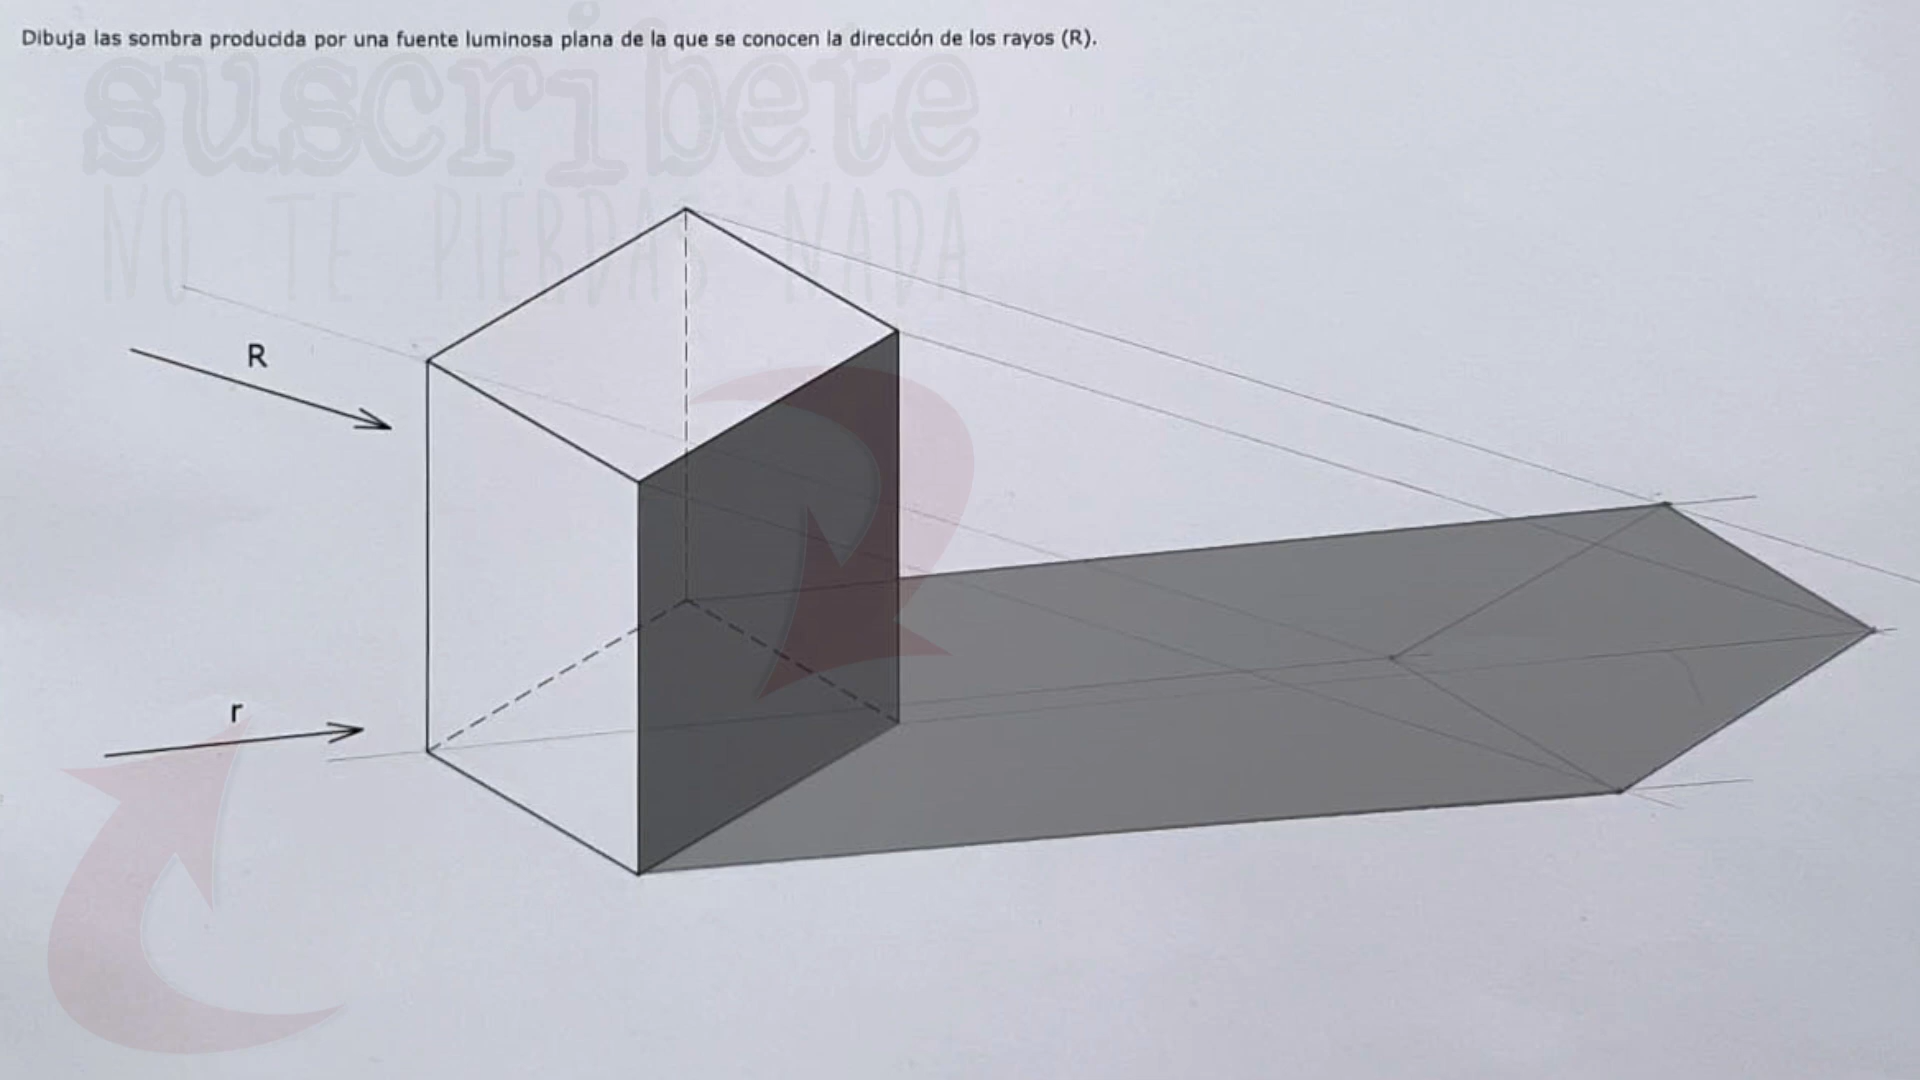 Dibuja las sombra producida por una fuente luminosa plana de la que se conocen la dirección de los rayos (R).
suscribete
NO TE PIERDAS NADA
R
r